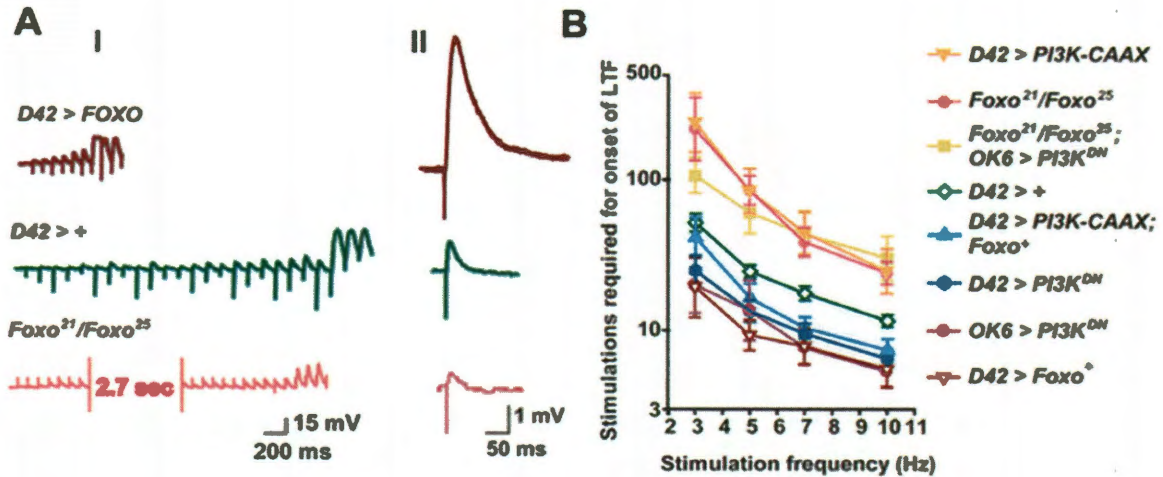 A
I
II
B
D42 > FOXO
D42 > +
Foxo²¹/Foxo²⁵
2.7 sec
15 mV
200 ms
1 mV
50 ms
Stimulations required for onset of LTF
500
100
10
3
2 3 4 5 6 7 8 9 10 11
Stimulation frequency (Hz)
D42 > PI3K-CAAX
Foxo²¹/Foxo²⁵
Foxo²¹/Foxo²⁵;
OK6 > PI3Kᴰᴺ
D42 > +
D42 > PI3K-CAAX;
Foxo⁺
D42 > PI3Kᴰᴺ
OK6 > PI3Kᴰᴺ
D42 > Foxo⁺